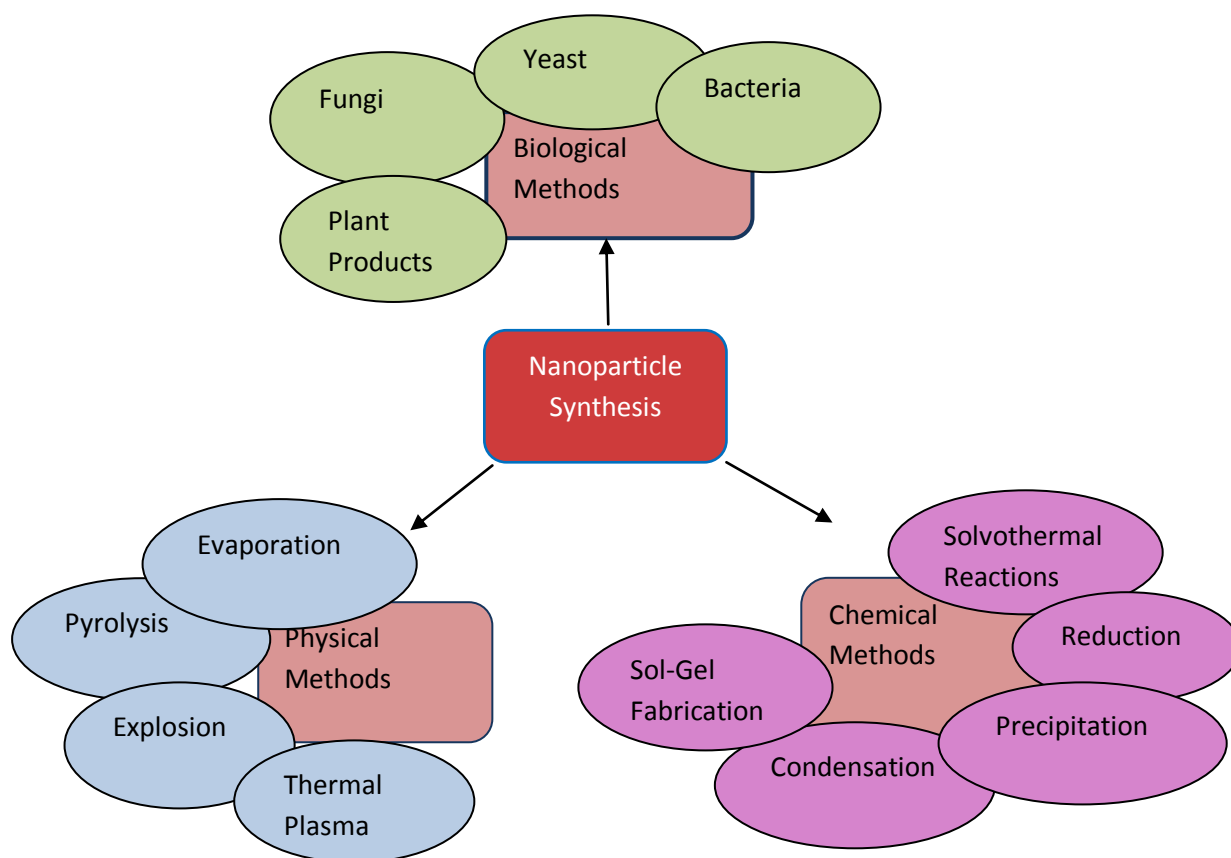 Yeast
Fungi
Bacteria
Biological
Methods
Plant
Products
Nanoparticle
Synthesis
Evaporation
Pyrolysis
Physical
Methods
Explosion
Thermal
Plasma
Solvothermal
Reactions
Chemical
Methods
Reduction
Sol-Gel
Fabrication
Precipitation
Condensation